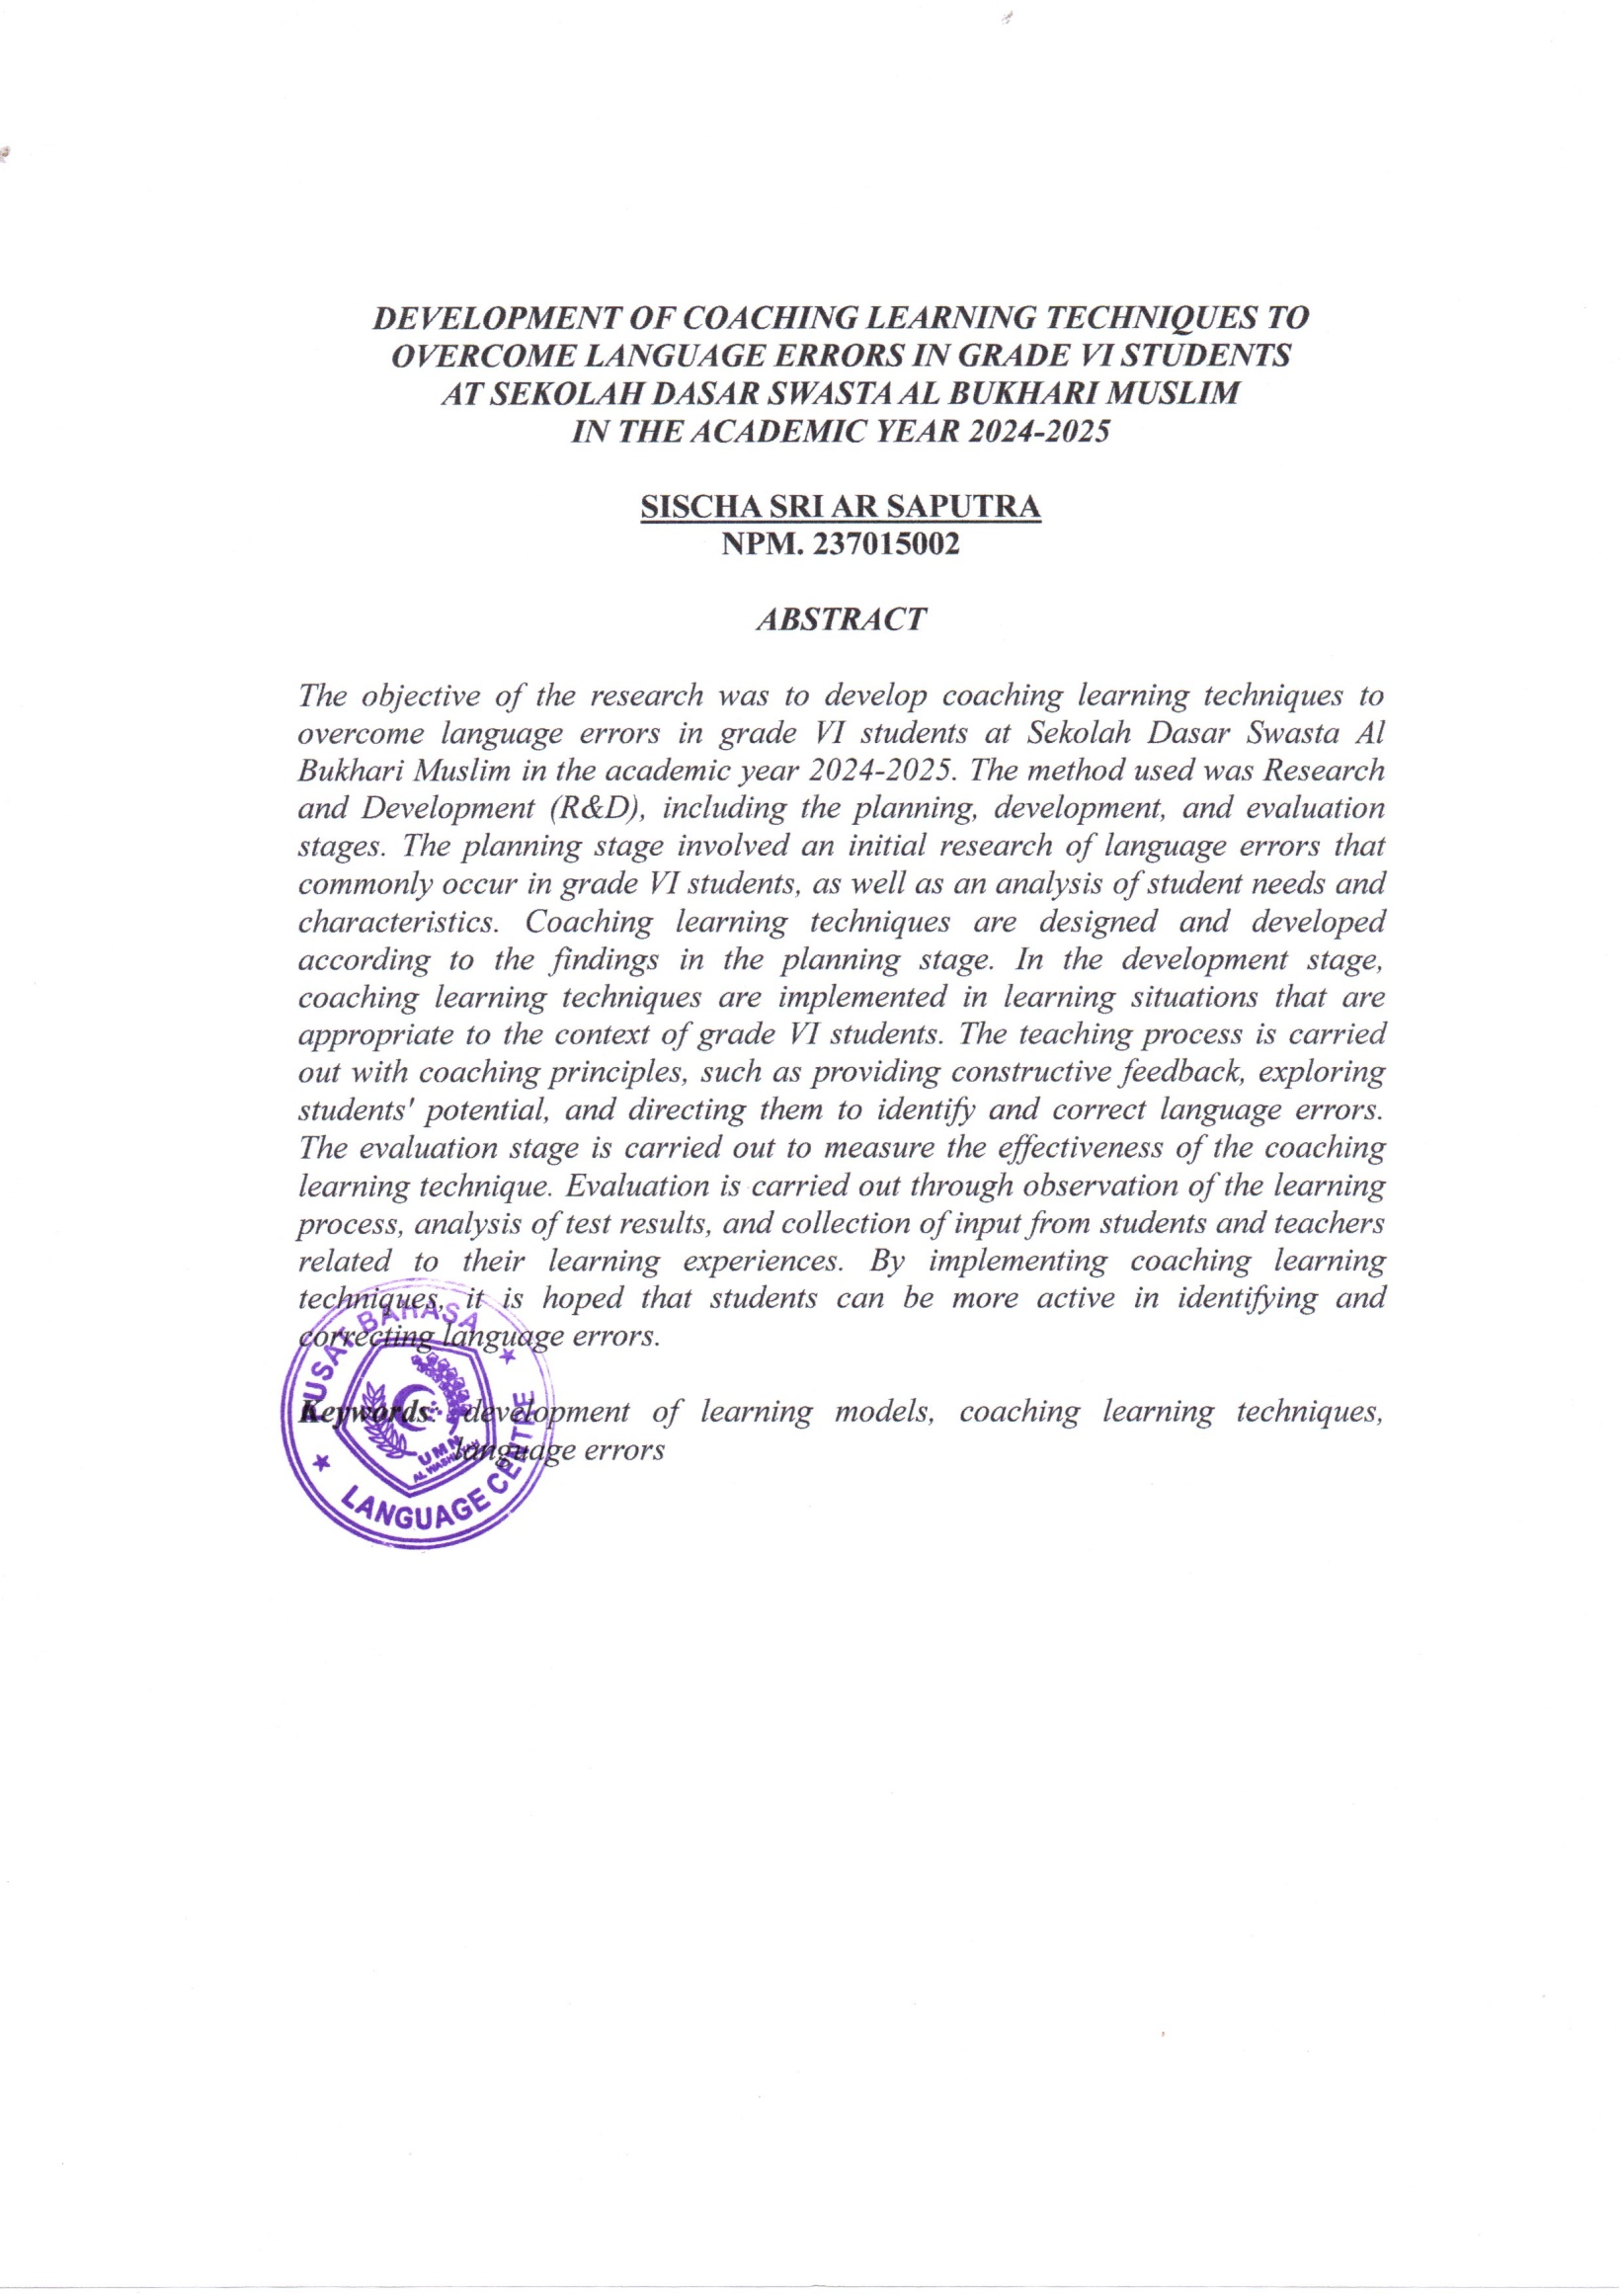 DEVELOPMENT OF COACHING LEARNING TECHNIQUES TO
OVERCOME LANGUAGE ERRORS IN GRADE VI STUDENTS
AT SEKOLAH DASAR SWASTA AL BUKHARI MUSLIM
IN THE ACADEMIC YEAR 2024-2025
SISCHA SRI AR SAPUTRA
NPM. 237015002
ABSTRACT
The objective of the research was to develop coaching learning techniques to
overcome language errors in grade VI students at Sekolah Dasar Swasta Al
Bukhari Muslim in the academic year 2024-2025. The method used was Research
and Development (R&D), including the planning, development, and evaluation
stages. The planning stage involved an initial research of language errors that
commonly occur in grade VI students, as well as an analysis of student needs and
characteristics. Coaching learning techniques are designed and developed
according to the findings in the planning stage. In the development stage,
coaching learning techniques are implemented in learning situations that are
appropriate to the context of grade VI students. The teaching process is carried
out with coaching principles, such as providing constructive feedback, exploring
students' potential, and directing them to identify and correct language errors.
The evaluation stage is carried out to measure the effectiveness of the coaching
learning technique. Evaluation is carried out through observation of the learning
process, analysis of test results, and collection of input from students and teachers
related to their learning experiences. By implementing coaching learning
techniques, it is hoped that students can be more active in identifying and
correcting language errors.
Keywords: development of learning models, coaching learning techniques,
language errors
PUSAT BAHASA
UMN
AL WASHLIYAH
LANGUAGE CENTRE